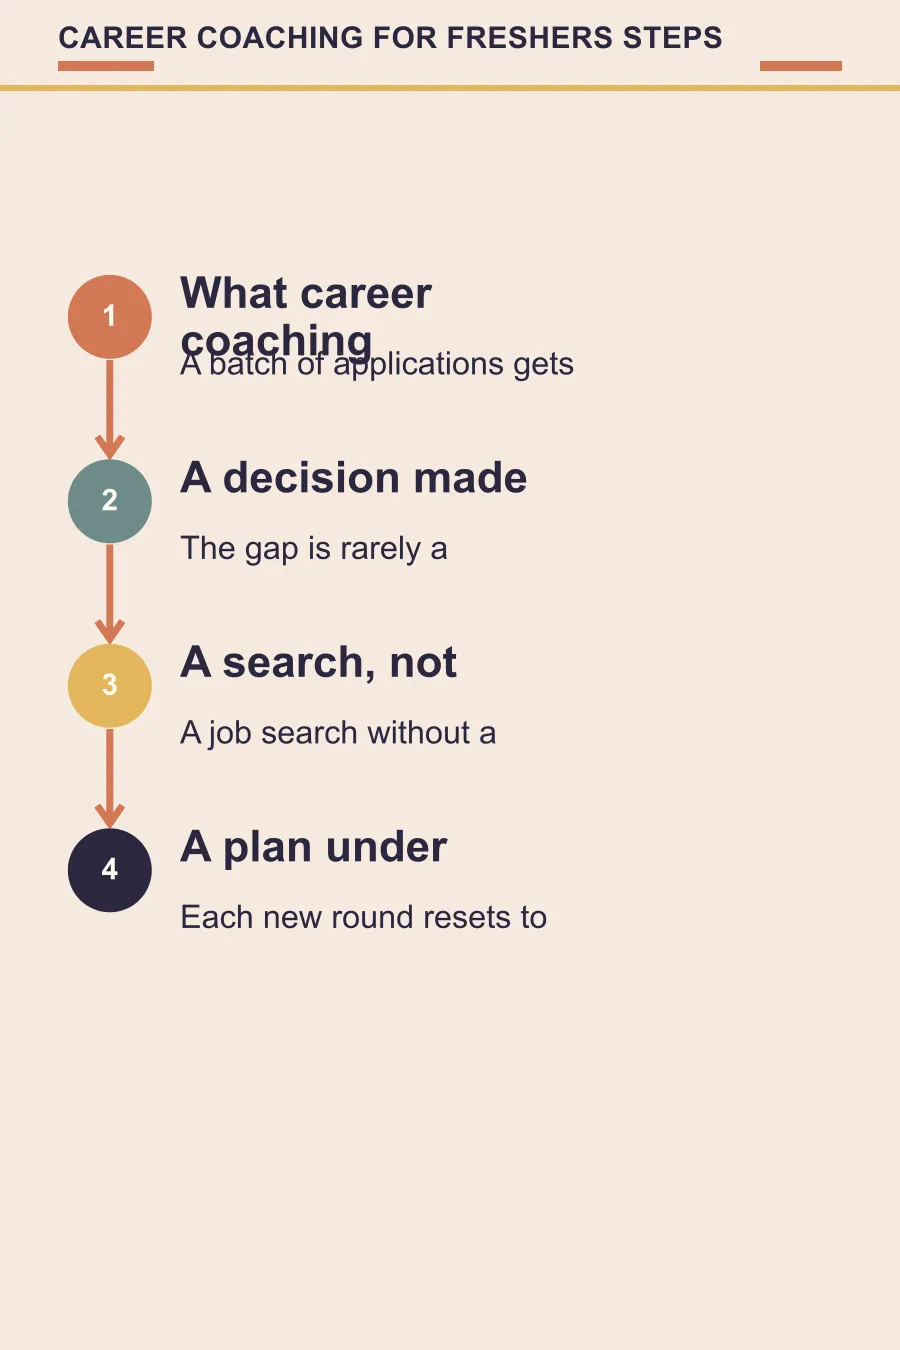 CAREER COACHING FOR FRESHERS STEPS
1
What career
coaching
A batch of applications gets
2
A decision made
The gap is rarely a
3
A search, not
A job search without a
4
A plan under
Each new round resets to